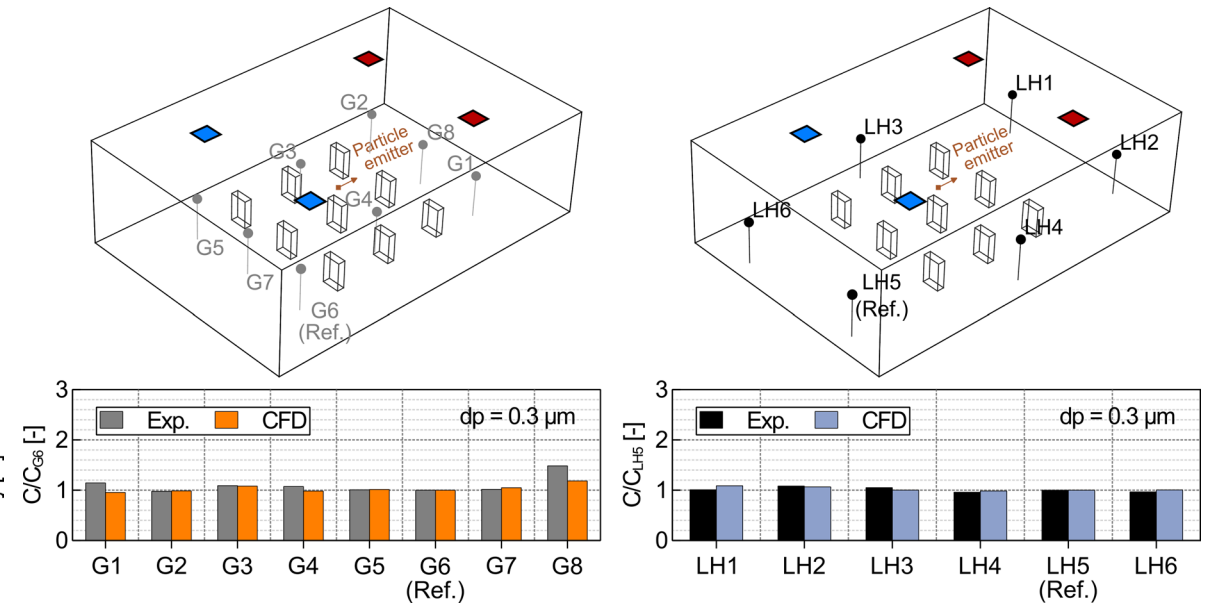 G2
Particle
emitter
G8
G3
G1
G4
G5
G7
G6
(Ref.)
LH1
LH3
Particle
emitter
LH2
LH6
LH4
LH5
(Ref.)
3
2
1
0
C/C_G6 [-]
Exp.
CFD
dp = 0.3 µm
G1 G2 G3 G4 G5 G6 G7 G8
(Ref.)
3
2
1
0
C/C_LH5 [-]
Exp.
CFD
dp = 0.3 µm
LH1 LH2 LH3 LH4 LH5 LH6
(Ref.)